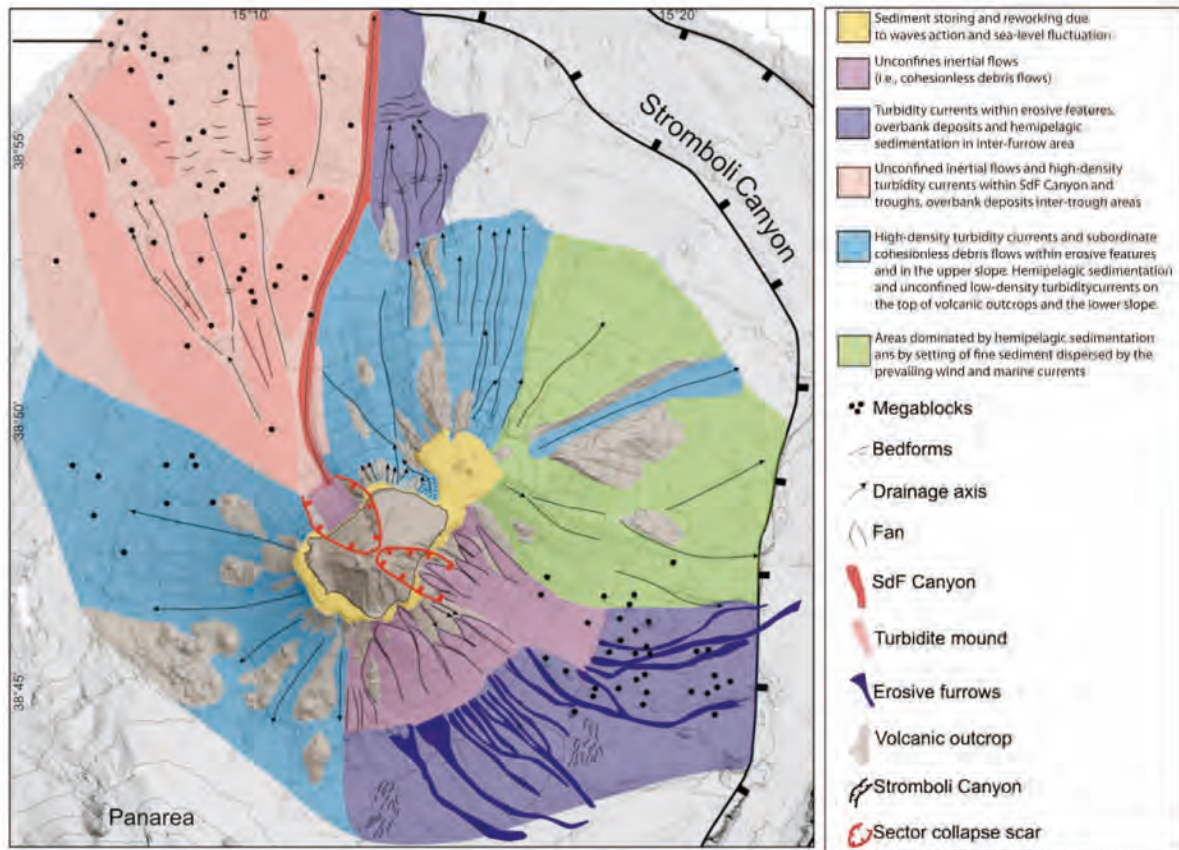 15°10'
15°20'
38°55'
38°50'
38°45'
Stromboli Canyon
Panarea
Sediment storing and reworking due
to waves action and sea-level fluctuation
Unconfines inertial flows
(i.e., cohesionless debris flows)
Turbidity currents within erosive features,
overbank deposits and hemipelagic
sedimentation in inter-furrow area
Unconfined inertial flows and high-density
turbidity currents within SdF Canyon and
troughs, overbank deposits inter-trough areas
High-density turbidity ciurrents and subordinate
cohesionless debris flows within erosive features
and in the upper slope. Hemipelagic sedimentation
and unconfined low-density turbiditycurrents on
the top of volcanic outcrops and the lower slope.
Areas dominated by hemipelagic sedimentation
ans by setting of fine sediment dispersed by the
prevailing wind and marine currents
Megablocks
Bedforms
Drainage axis
Fan
SdF Canyon
Turbidite mound
Erosive furrows
Volcanic outcrop
Stromboli Canyon
Sector collapse scar